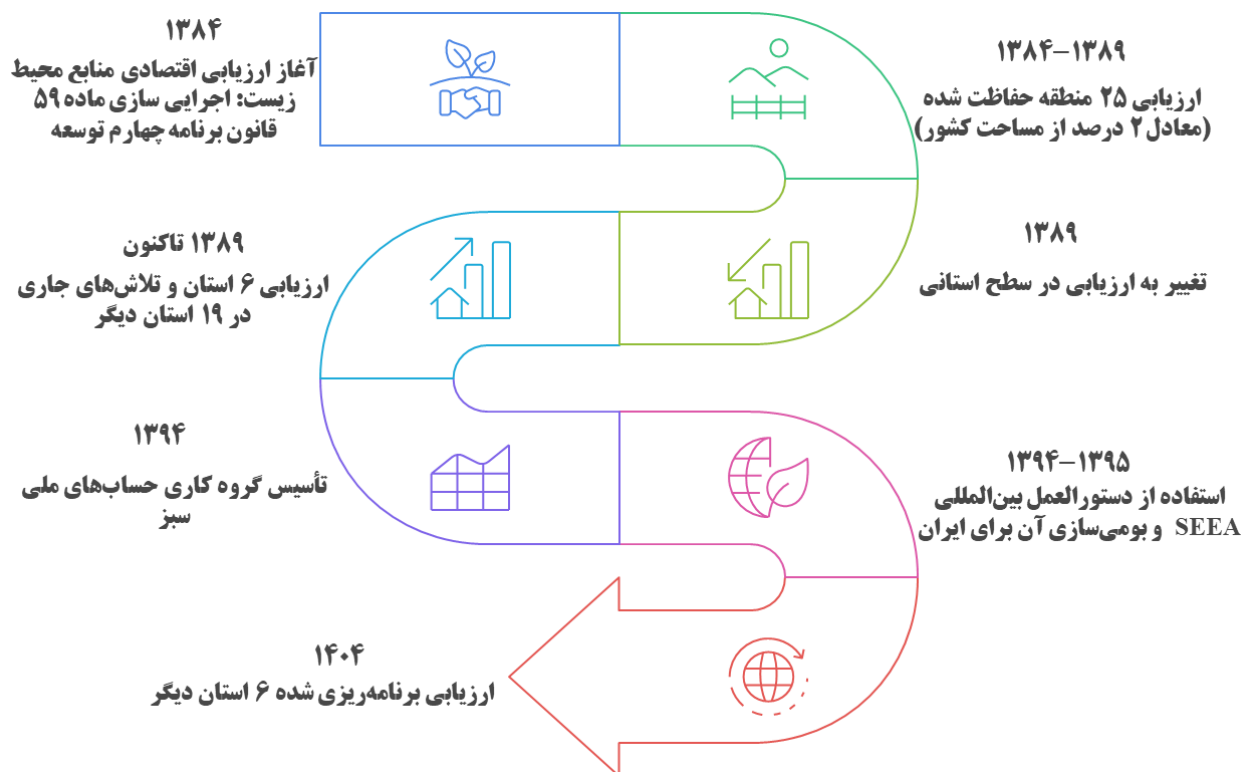 ۱۳۸۴
آغاز ارزیابی اقتصادی منابع محیط
زیست: اجرایی سازی ماده ۵۹
قانون برنامه چهارم توسعه
۱۳۸۴–۱۳۸۹
ارزیابی ۲۵ منطقه حفاظت شده
(معادل ۲ درصد از مساحت کشور)
۱۳۸۹
تغییر به ارزیابی در سطح استانی
۱۳۸۹ تاکنون
ارزیابی ۶ استان و تلاش‌های جاری
در ۱۹ استان دیگر
۱۳۹۴
تأسیس گروه کاری حساب‌های ملی
سبز
۱۳۹۴–۱۳۹۵
استفاده از دستورالعمل بین‌المللی
SEEA و بومی‌سازی آن برای ایران
۱۴۰۴
ارزیابی برنامه‌ریزی شده ۶ استان دیگر